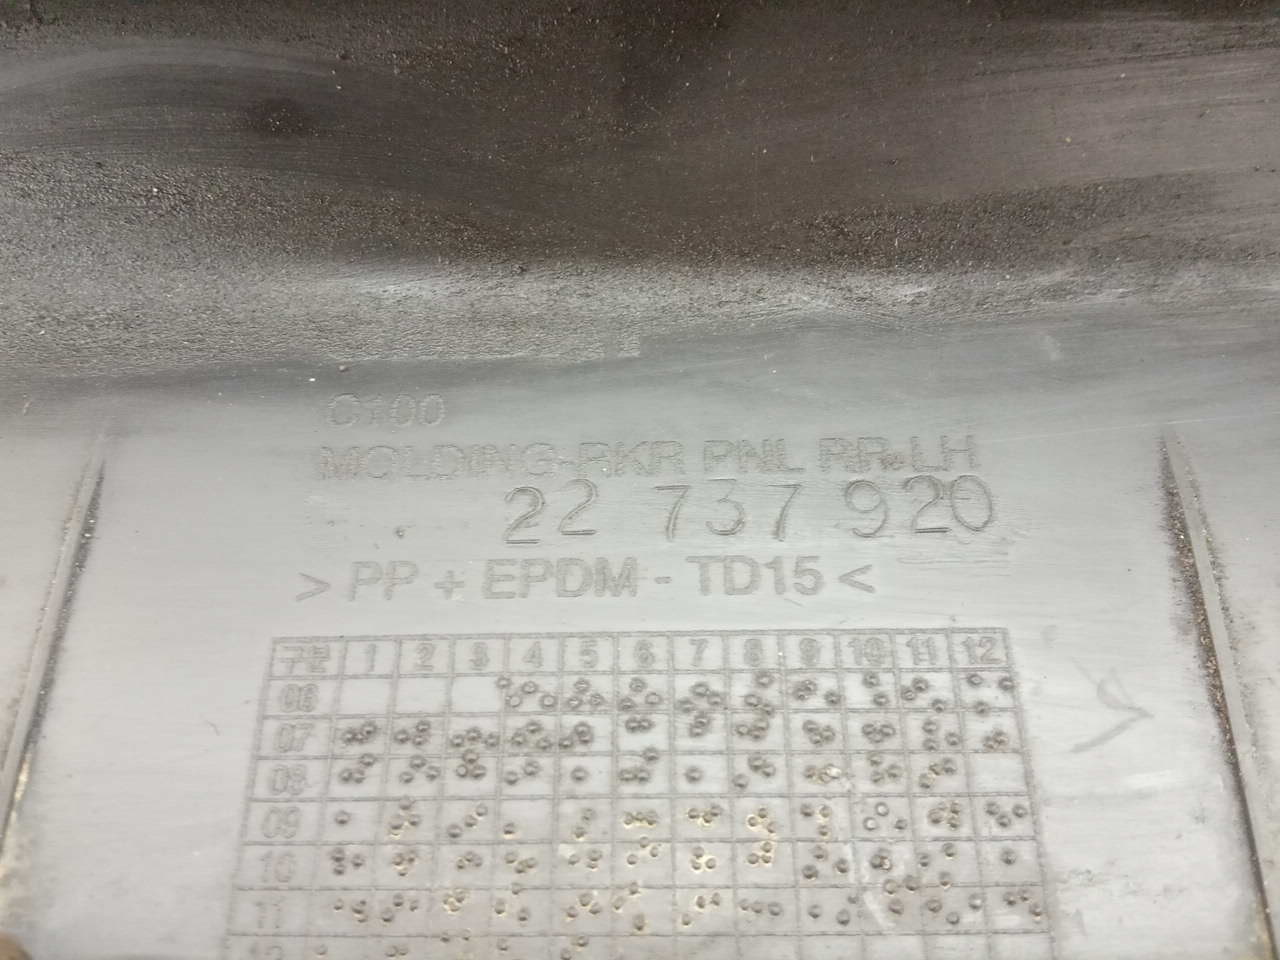 C100
MOLDING-RKR PNL RR.LH
22 737 920
> PP + EPDM - TD15 <
구분 1 2 3 4 5 6 7 8 9 10 11 12
06
07
08
09
10
11